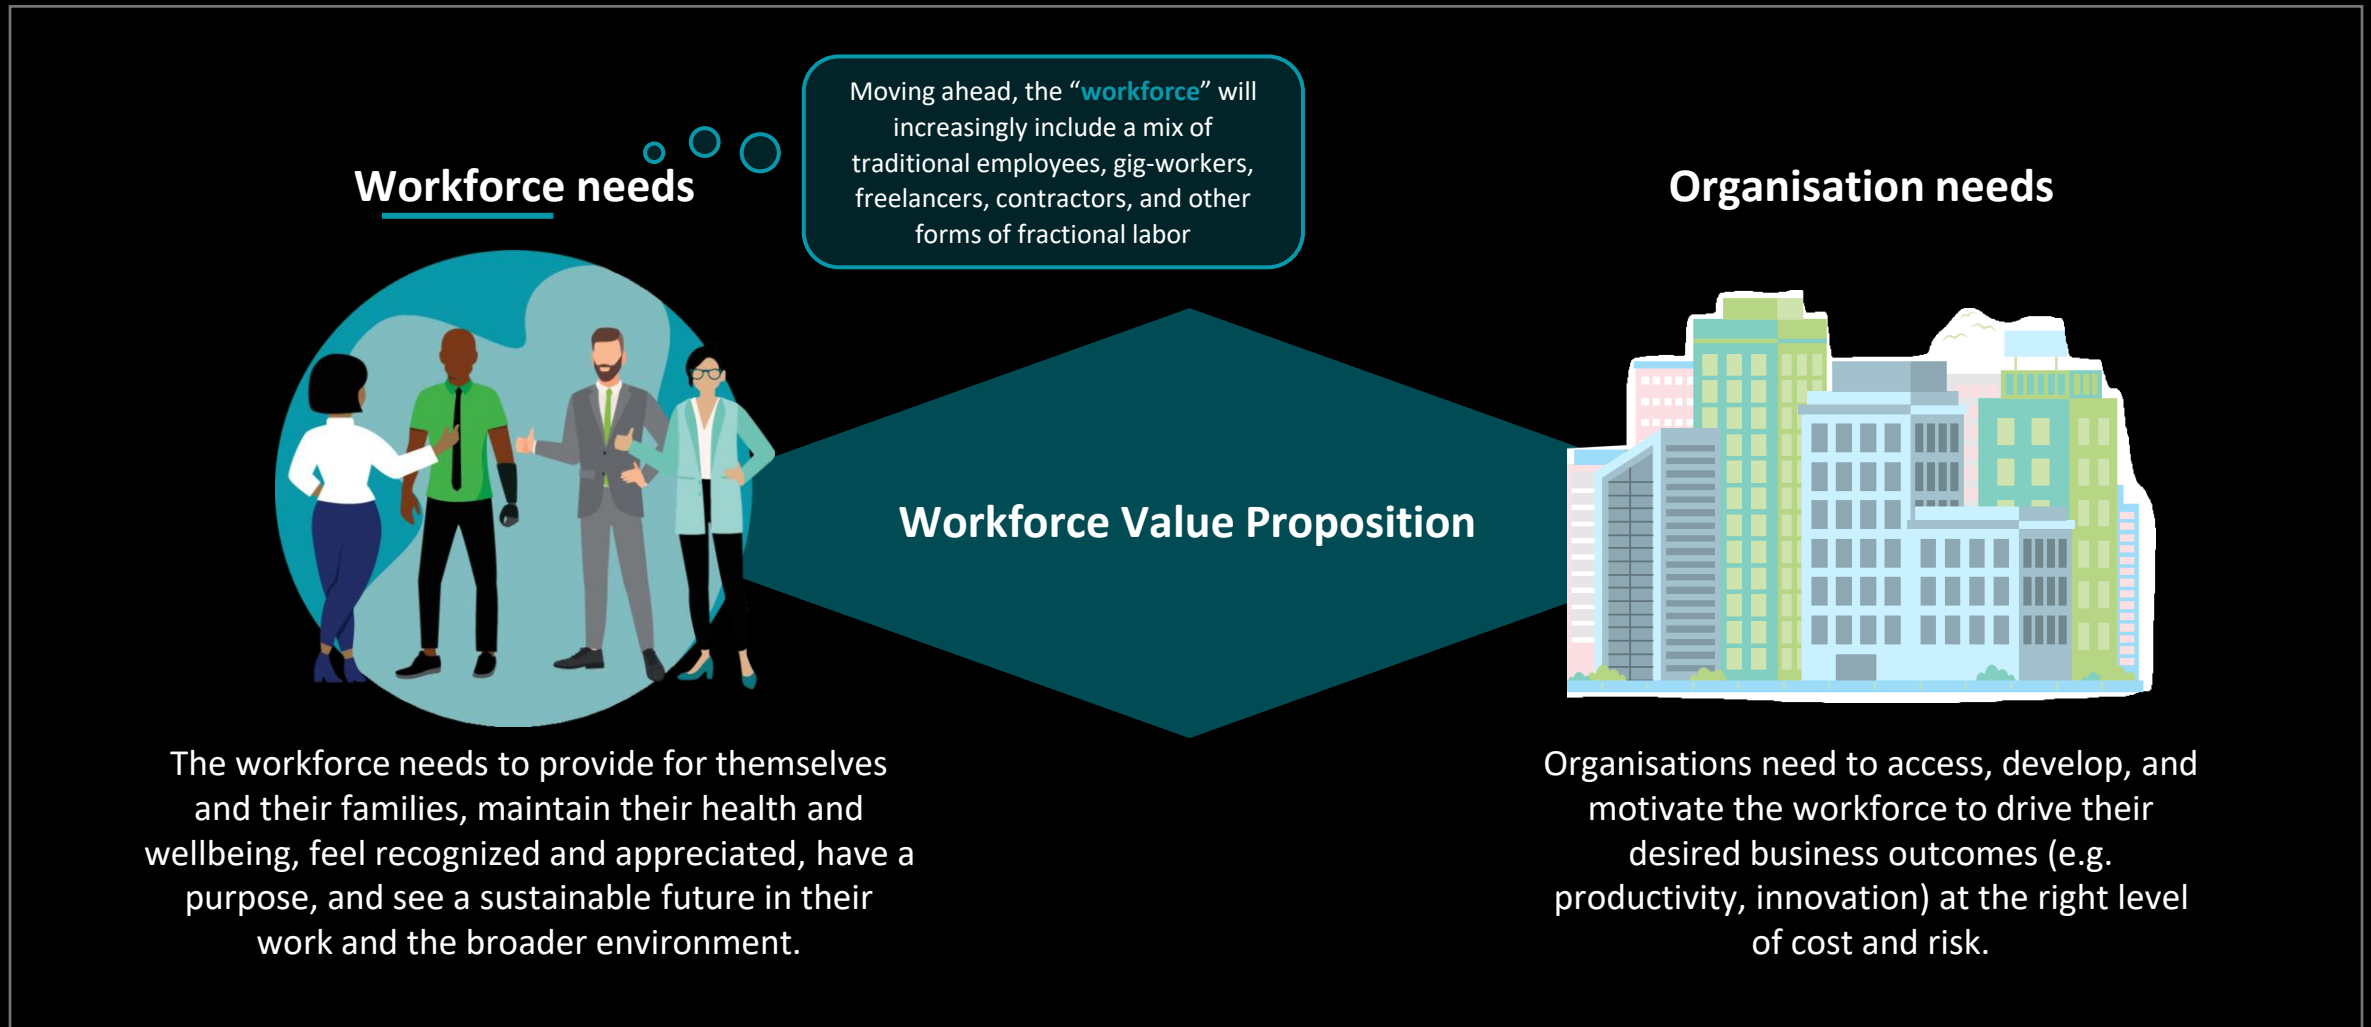 Moving ahead, the “workforce” will
increasingly include a mix of
traditional employees, gig-workers,
freelancers, contractors, and other
forms of fractional labor
Workforce needs
Organisation needs
Workforce Value Proposition
The workforce needs to provide for themselves
and their families, maintain their health and
wellbeing, feel recognized and appreciated, have a
purpose, and see a sustainable future in their
work and the broader environment.
Organisations need to access, develop, and
motivate the workforce to drive their
desired business outcomes (e.g.
productivity, innovation) at the right level
of cost and risk.